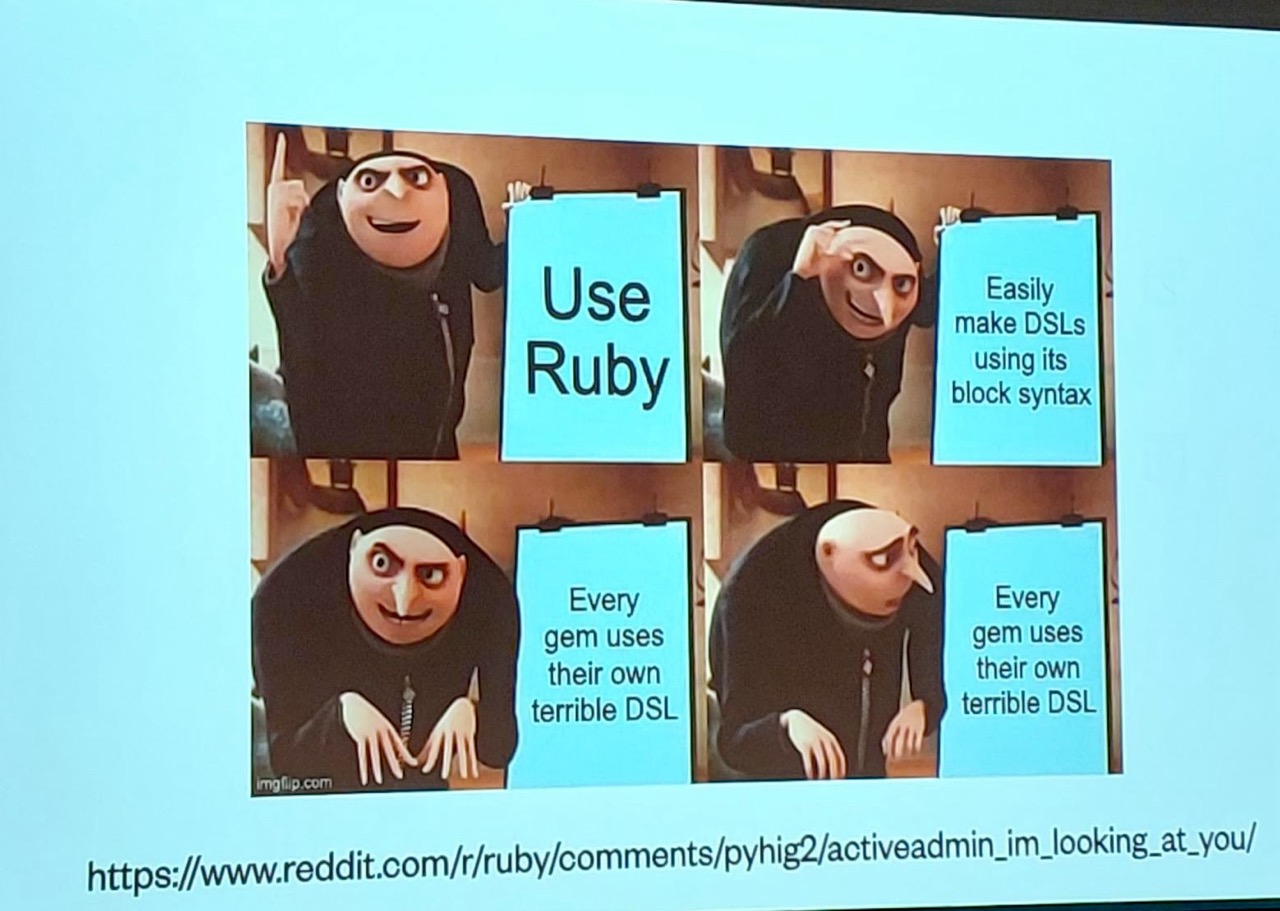 Use
Ruby
Easily
make DSLs
using its
block syntax
Every
gem uses
their own
terrible DSL
Every
gem uses
their own
terrible DSL
imgflip.com
https://www.reddit.com/r/ruby/comments/pyhig2/activeadmin_im_looking_at_you/